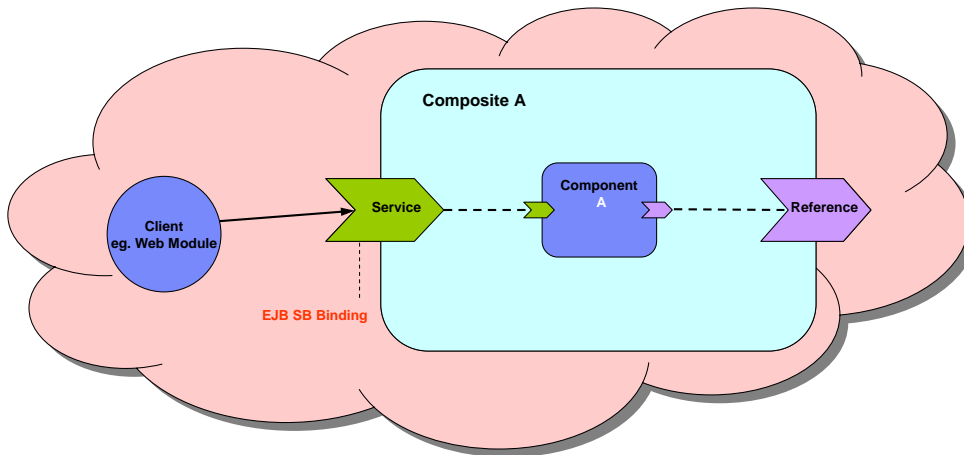 Composite A
Component
A
Client
eg. Web Module
Service
Reference
EJB SB Binding